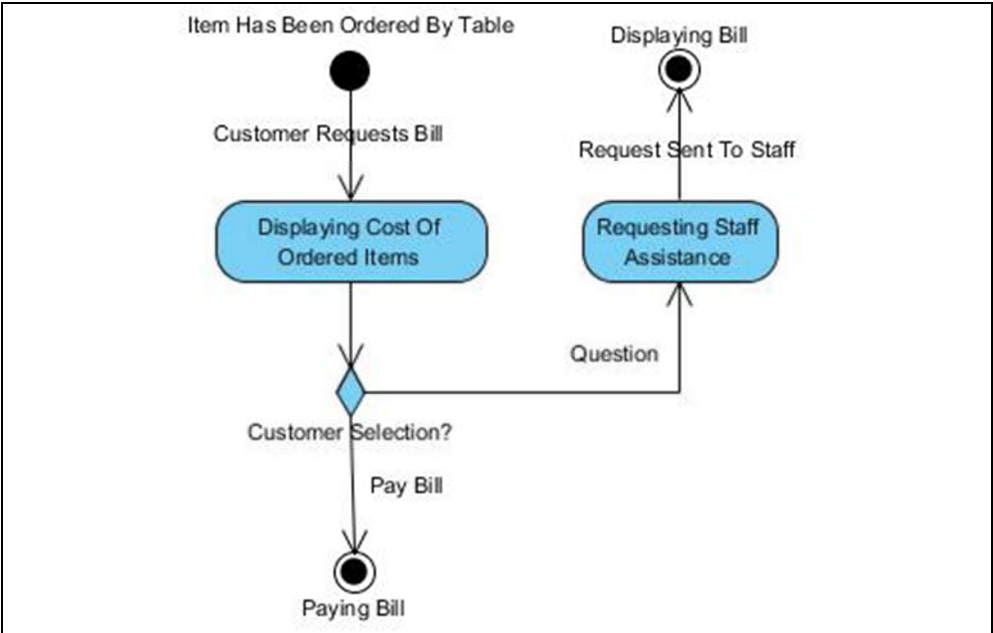 Item Has Been Ordered By Table
Displaying Bill
Customer Requests Bill
Request Sent To Staff
Displaying Cost Of
Ordered Items
Requesting Staff
Assistance
Question
Customer Selection?
Pay Bill
Paying Bill